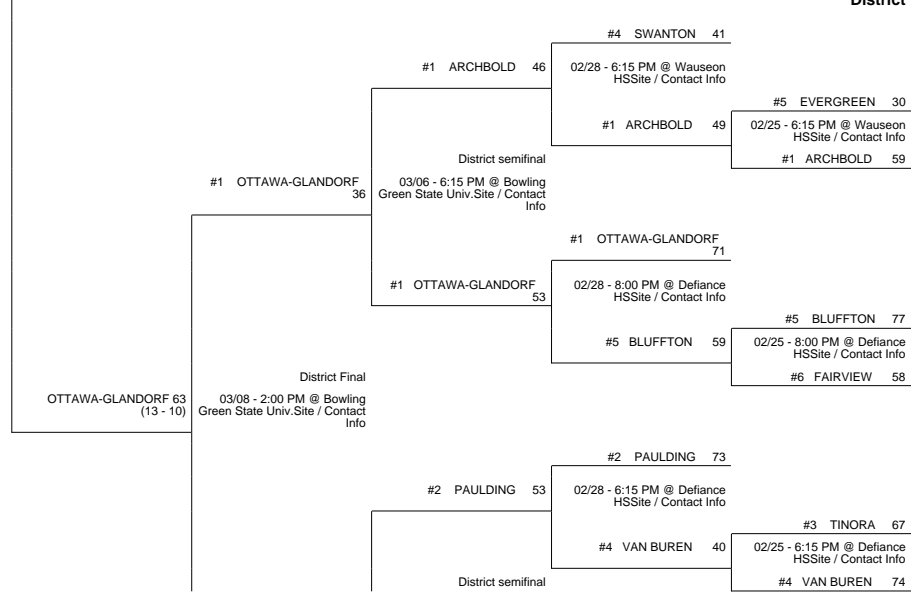 District
#4 SWANTON 41
#1 ARCHBOLD 46
02/28 - 6:15 PM @ Wauseon
HSSite / Contact Info
#5 EVERGREEN 30
#1 ARCHBOLD 49
02/25 - 6:15 PM @ Wauseon
HSSite / Contact Info
#1 ARCHBOLD 59
District semifinal
#1 OTTAWA-GLANDORF
36
03/06 - 6:15 PM @ Bowling
Green State Univ.Site / Contact
Info
#1 OTTAWA-GLANDORF
71
#1 OTTAWA-GLANDORF
53
02/28 - 8:00 PM @ Defiance
HSSite / Contact Info
#5 BLUFFTON 77
#5 BLUFFTON 59
02/25 - 8:00 PM @ Defiance
HSSite / Contact Info
#6 FAIRVIEW 58
District Final
OTTAWA-GLANDORF 63
(13 - 10)
03/08 - 2:00 PM @ Bowling
Green State Univ.Site / Contact
Info
#2 PAULDING 73
#2 PAULDING 53
02/28 - 6:15 PM @ Defiance
HSSite / Contact Info
#3 TINORA 67
#4 VAN BUREN 40
02/25 - 6:15 PM @ Defiance
HSSite / Contact Info
#4 VAN BUREN 74
District semifinal